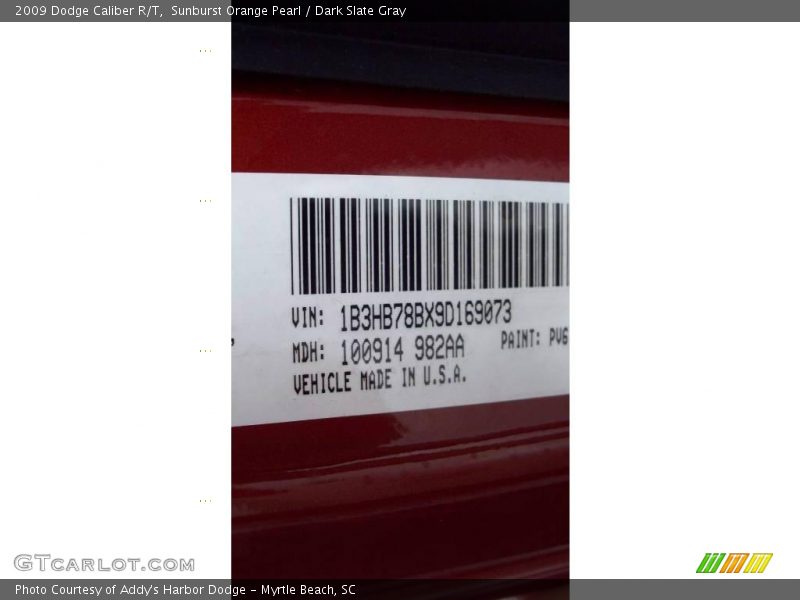 2009 Dodge Caliber R/T, Sunburst Orange Pearl / Dark Slate Gray
VIN: 1B3HB78BX9D169073
MDH: 100914 982AA
PAINT: PV6
VEHICLE MADE IN U.S.A.
GTCARLOT.COM
Photo Courtesy of Addy's Harbor Dodge - Myrtle Beach, SC